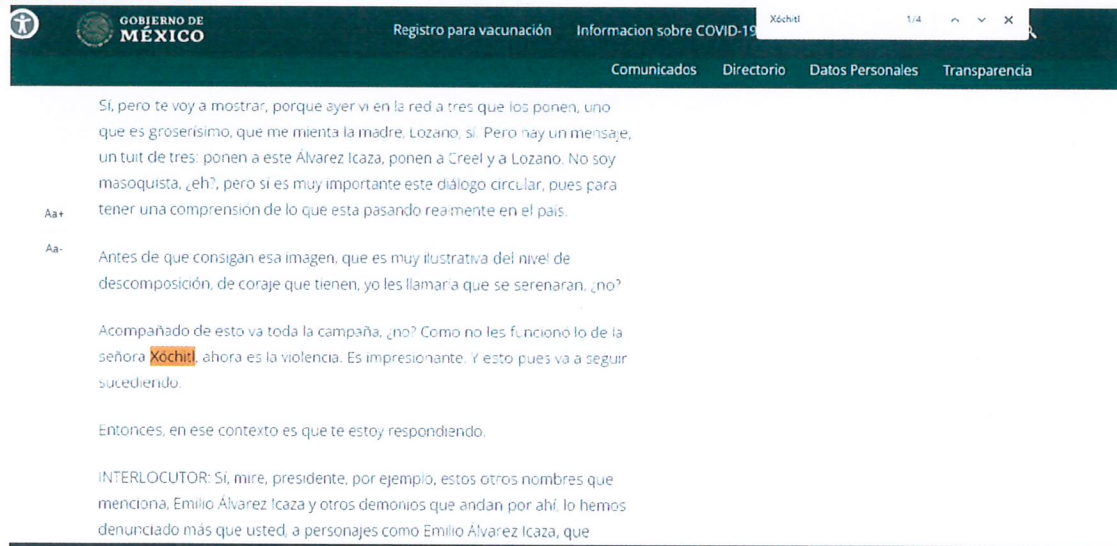 GOBIERNO DE
MÉXICO
Registro para vacunación Informacion sobre COVID-19
Xóchitl 1/4
Comunicados Directorio Datos Personales Transparencia
Sí, pero te voy a mostrar, porque ayer vi en la red a tres que los ponen, uno
que es groserísimo, que me mienta la madre, Lozano, sí. Pero hay un mensaje,
un tuit de tres: ponen a este Álvarez Icaza, ponen a Creel y a Lozano. No soy
masoquista, ¿eh?, pero sí es muy importante este diálogo circular, pues para
tener una comprensión de lo que está pasando realmente en el país.
Aa+
Aa-
Antes de que consigan esa imagen, que es muy ilustrativa del nivel de
descomposición, de coraje que tienen, yo les llamaría a que se serenaran, ¿no?
Acompañado de esto va toda la campaña, ¿no? Como no les funcionó lo de la
señora Xóchitl, ahora es la violencia. Es impresionante. Y esto pues va a seguir
sucediendo.
Entonces, en ese contexto es que te estoy respondiendo.
INTERLOCUTOR: Sí, mire, presidente, por ejemplo, estos otros nombres que
menciona, Emilio Álvarez Icaza y otros demonios que andan por ahí, lo hemos
denunciado más que usted, a personajes como Emilio Álvarez Icaza, que